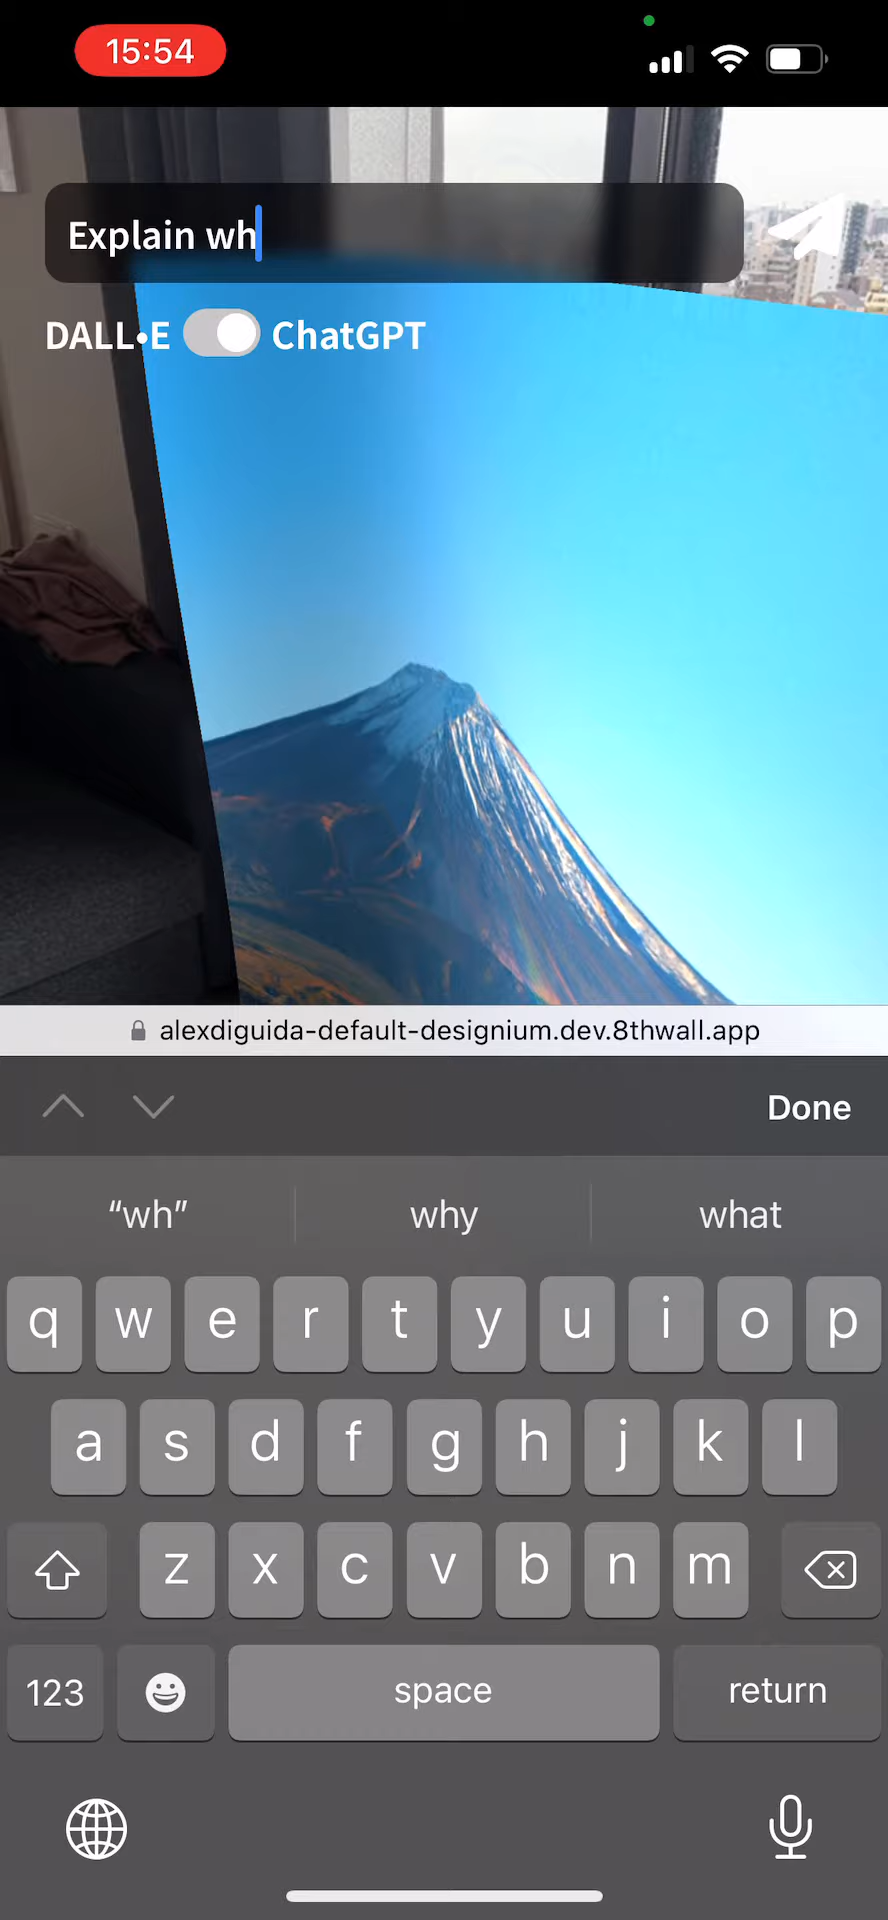 15:54
Explain wh
DALL•E ChatGPT
alexdiguida-default-designium.dev.8thwall.app
Done
“wh” why what
q w e r t y u i o p
a s d f g h j k l
z x c v b n m
123 space return